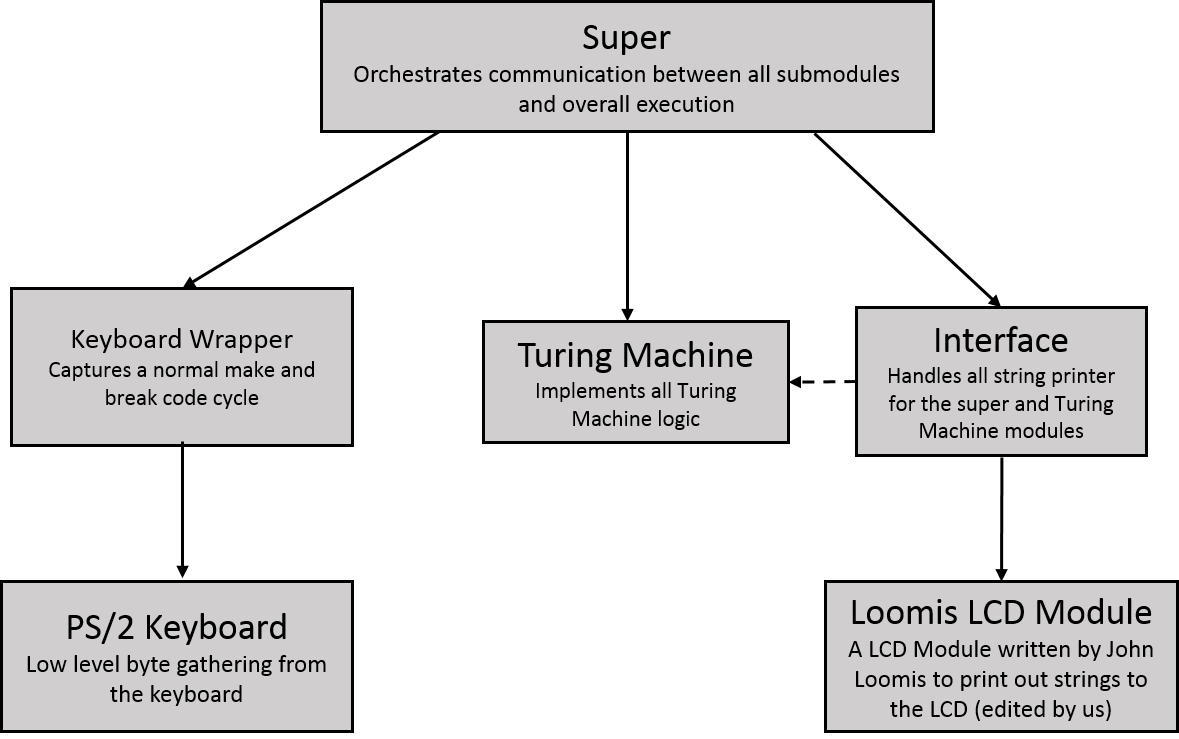 Super
Orchestrates communication between all submodules
and overall execution
Keyboard Wrapper
Captures a normal make and
break code cycle
Turing Machine
Implements all Turing
Machine logic
Interface
Handles all string printer
for the super and Turing
Machine modules
PS/2 Keyboard
Low level byte gathering from
the keyboard
Loomis LCD Module
A LCD Module written by John
Loomis to print out strings to
the LCD (edited by us)